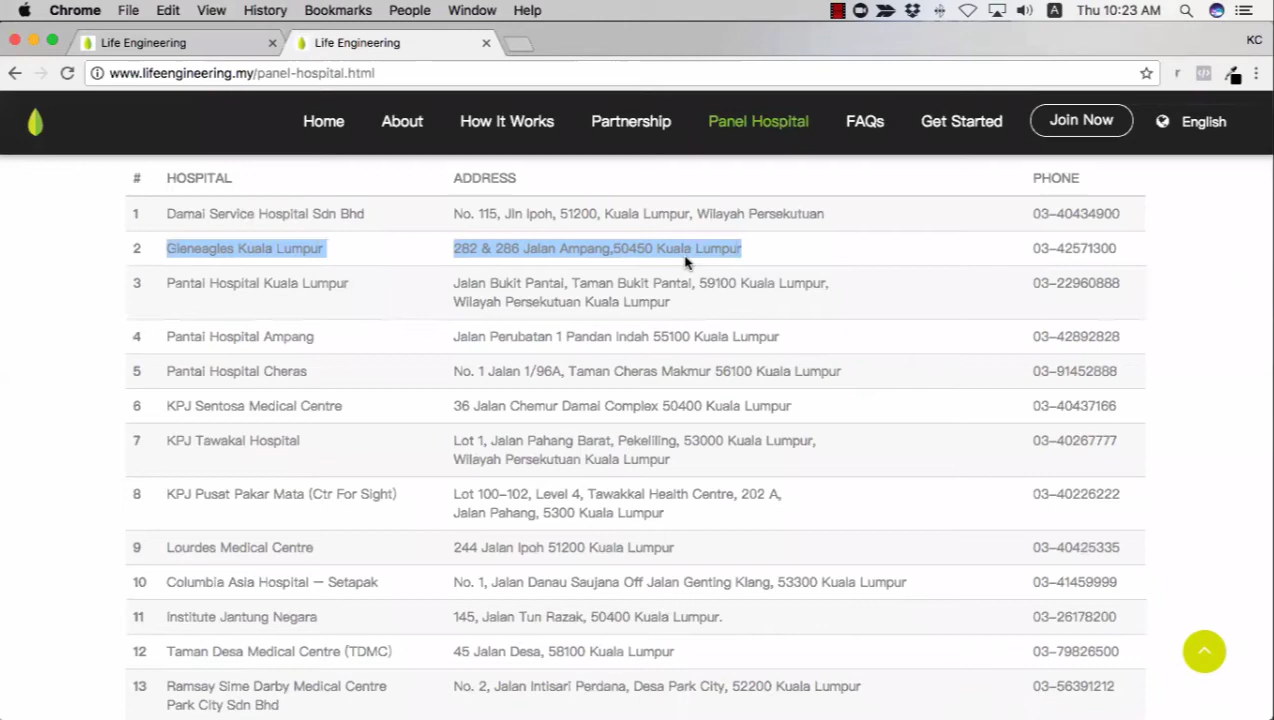 Chrome File Edit View History Bookmarks People Window Help A Thu 10:23 AM
Life Engineering Life Engineering KC
www.lifeengineering.my/panel-hospital.html
Home About How It Works Partnership Panel Hospital FAQs Get Started Join Now English
# HOSPITAL ADDRESS PHONE
1 Damai Service Hospital Sdn Bhd No. 115, Jln Ipoh, 51200, Kuala Lumpur, Wilayah Persekutuan 03-40434900
2 Gleneagles Kuala Lumpur 282 & 286 Jalan Ampang,50450 Kuala Lumpur 03-42571300
3 Pantai Hospital Kuala Lumpur Jalan Bukit Pantai, Taman Bukit Pantai, 59100 Kuala Lumpur, 03-22960888
Wilayah Persekutuan Kuala Lumpur
4 Pantai Hospital Ampang Jalan Perubatan 1 Pandan Indah 55100 Kuala Lumpur 03-42892828
5 Pantai Hospital Cheras No. 1 Jalan 1/96A, Taman Cheras Makmur 56100 Kuala Lumpur 03-91452888
6 KPJ Sentosa Medical Centre 36 Jalan Chemur Damai Complex 50400 Kuala Lumpur 03-40437166
7 KPJ Tawakal Hospital Lot 1, Jalan Pahang Barat, Pekeliling, 53000 Kuala Lumpur, 03-40267777
Wilayah Persekutuan Kuala Lumpur
8 KPJ Pusat Pakar Mata (Ctr For Sight) Lot 100-102, Level 4, Tawakkal Health Centre, 202 A, 03-40226222
Jalan Pahang, 5300 Kuala Lumpur
9 Lourdes Medical Centre 244 Jalan Ipoh 51200 Kuala Lumpur 03-40425335
10 Columbia Asia Hospital – Setapak No. 1, Jalan Danau Saujana Off Jalan Genting Klang, 53300 Kuala Lumpur 03-41459999
11 Institute Jantung Negara 145, Jalan Tun Razak, 50400 Kuala Lumpur. 03-26178200
12 Taman Desa Medical Centre (TDMC) 45 Jalan Desa, 58100 Kuala Lumpur 03-79826500
13 Ramsay Sime Darby Medical Centre No. 2, Jalan Intisari Perdana, Desa Park City, 52200 Kuala Lumpur 03-56391212
Park City Sdn Bhd